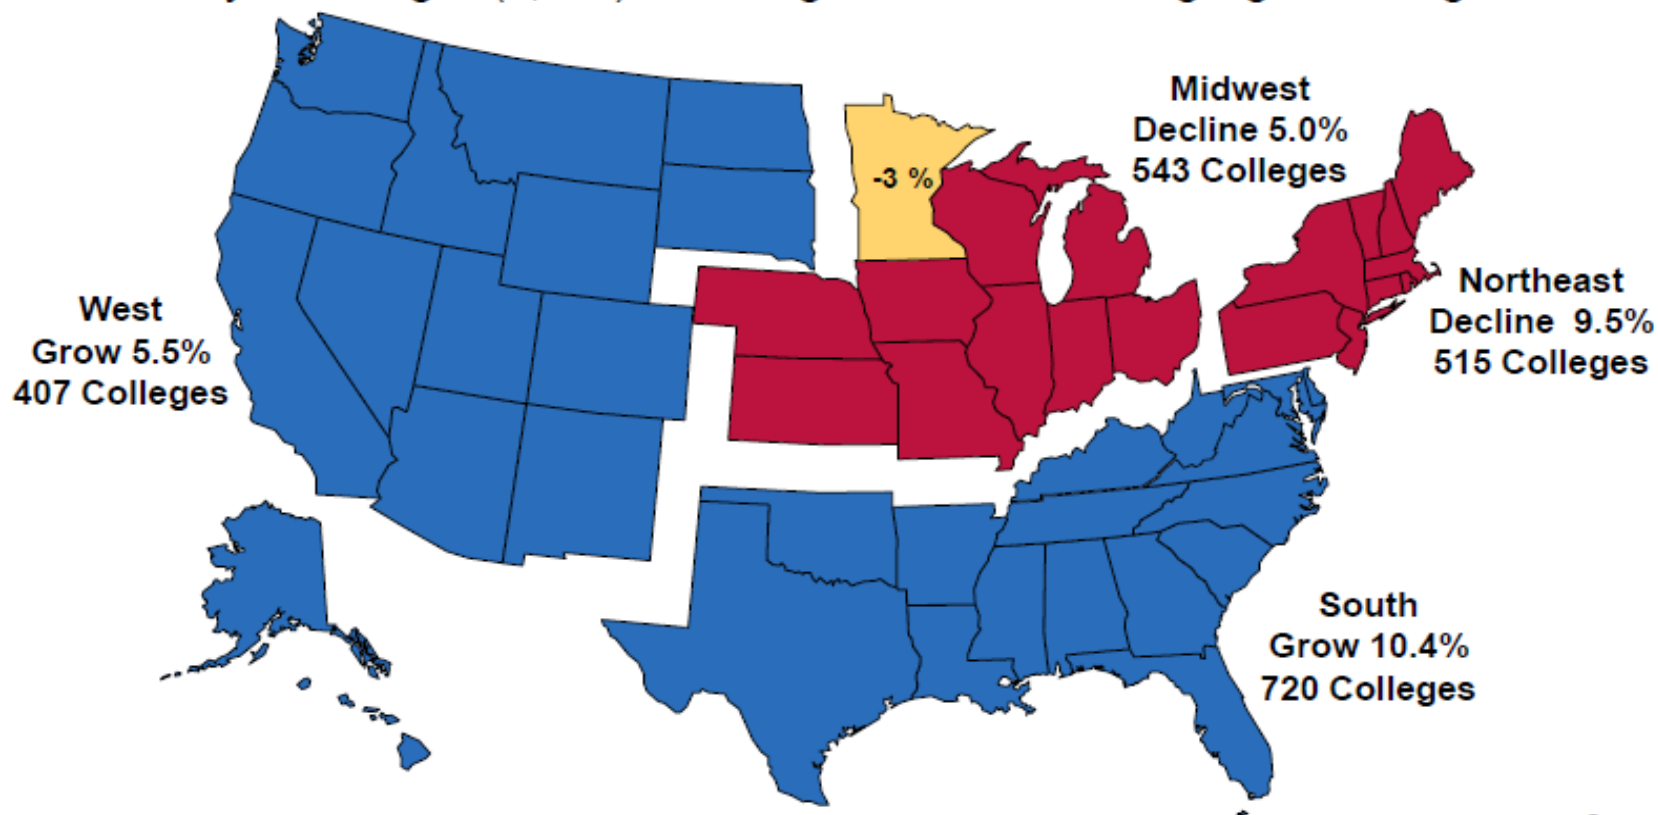 Midwest
Decline 5.0%
543 Colleges
-3 %
Northeast
Decline 9.5%
515 Colleges
West
Grow 5.5%
407 Colleges
South
Grow 10.4%
720 Colleges